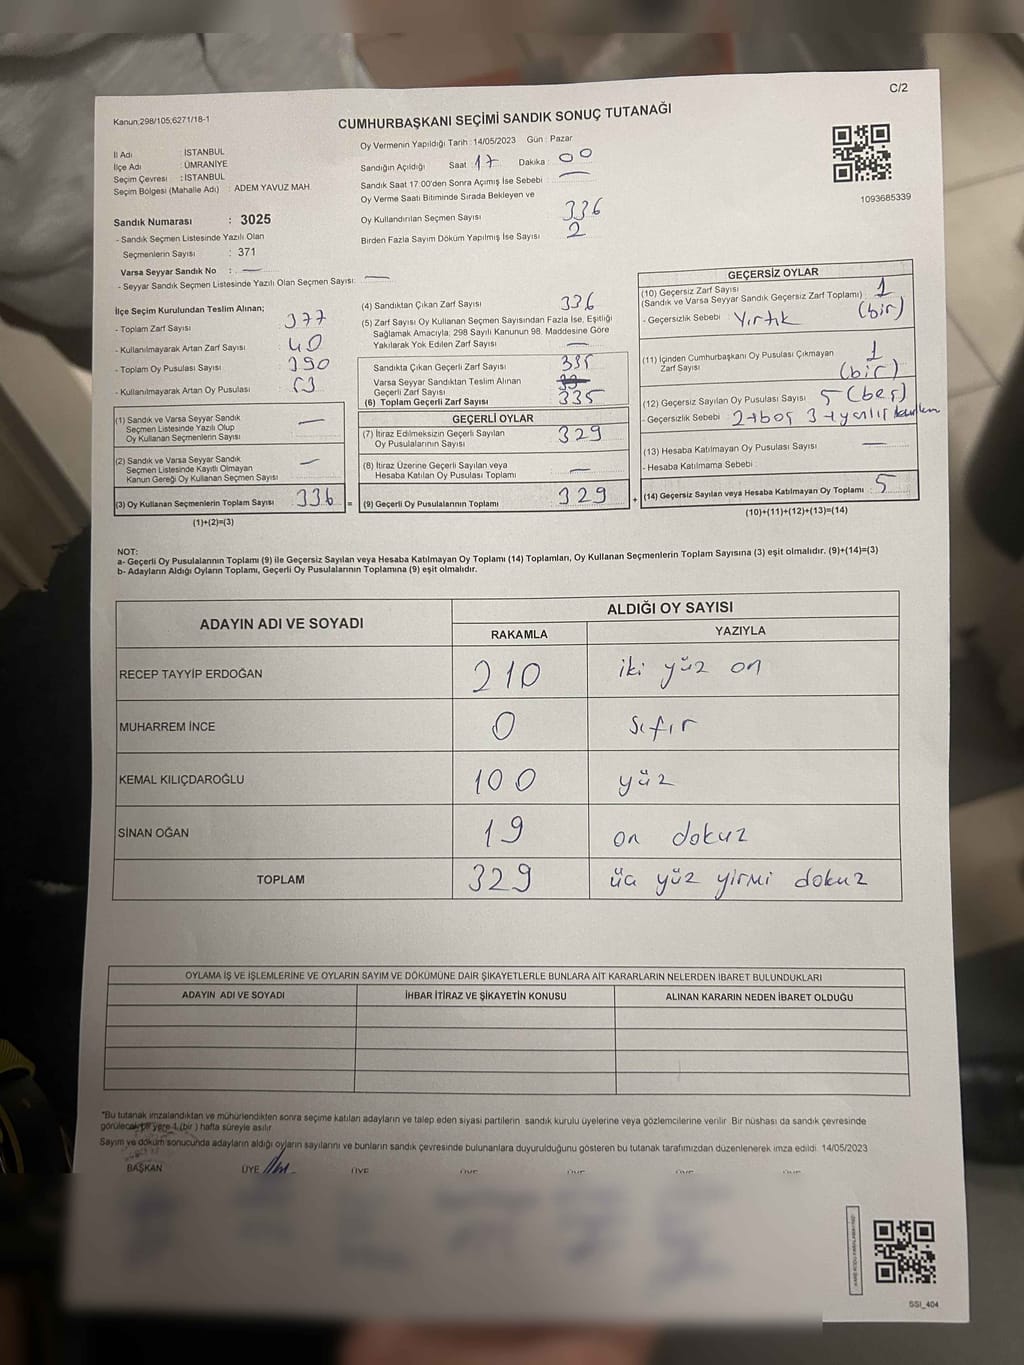 C/2
Kanun;298/105;6271/18-1
CUMHURBAŞKANI SEÇİMİ SANDIK SONUÇ TUTANAĞI
İl Adı : İSTANBUL
İlçe Adı : ÜMRANİYE
Seçim Çevresi : İSTANBUL
Seçim Bölgesi (Mahalle Adı) : ADEM YAVUZ MAH.
Oy Vermenin Yapıldığı Tarih : 14/05/2023 Gün : Pazar
Sandığın Açıldığı Saat 17 Dakika : 00
Sandık Saat 17:00'den Sonra Açılmış İse Sebebi : —
Oy Verme Saati Bitiminde Sırada Bekleyen ve
Oy Kullandırılan Seçmen Sayısı 336
Birden Fazla Sayım Döküm Yapılmış İse Sayısı 2
1093685339
Sandık Numarası : 3025
- Sandık Seçmen Listesinde Yazılı Olan
Seçmenlerin Sayısı : 371
Varsa Seyyar Sandık No : —
- Seyyar Sandık Seçmen Listesinde Yazılı Olan Seçmen Sayısı: —
İlçe Seçim Kurulundan Teslim Alınan;
- Toplam Zarf Sayısı : 377
- Kullanılmayarak Artan Zarf Sayısı : 40
- Toplam Oy Pusulası Sayısı : 390
- Kullanılmayarak Artan Oy Pusulası : 53
(1) Sandık ve Varsa Seyyar Sandık
Seçmen Listesinde Yazılı Olup
Oy Kullanan Seçmenlerin Sayısı —
(2) Sandık ve Varsa Seyyar Sandık
Seçmen Listesinde Kayıtlı Olmayan
Kanun Gereği Oy Kullanan Seçmen Sayısı —
(3) Oy Kullanan Seçmenlerin Toplam Sayısı 336 =
(1)+(2)=(3)
(4) Sandıktan Çıkan Zarf Sayısı 336
(5) Zarf Sayısı Oy Kullanan Seçmen Sayısından Fazla İse, Eşitliği
Sağlamak Amacıyla, 298 Sayılı Kanunun 98. Maddesine Göre
Yakılarak Yok Edilen Zarf Sayısı —
Sandıkta Çıkan Geçerli Zarf Sayısı 335
Varsa Seyyar Sandıktan Teslim Alınan
Geçerli Zarf Sayısı
(6) Toplam Geçerli Zarf Sayısı 335
GEÇERLİ OYLAR
(7) İtiraz Edilmeksizin Geçerli Sayılan
Oy Pusulalarının Sayısı 329
(8) İtiraz Üzerine Geçerli Sayılan veya
Hesaba Katılan Oy Pusulası Toplamı —
(9) Geçerli Oy Pusulalarının Toplamı 329 +
GEÇERSİZ OYLAR
(10) Geçersiz Zarf Sayısı
(Sandık ve Varsa Seyyar Sandık Geçersiz Zarf Toplamı) : 1
(bir)
- Geçersizlik Sebebi Yırtık
(11) İçinden Cumhurbaşkanı Oy Pusulası Çıkmayan
Zarf Sayısı 1
(bir)
(12) Geçersiz Sayılan Oy Pusulası Sayısı 5 (beş)
- Geçersizlik Sebebi 2→boş 3→
(13) Hesaba Katılmayan Oy Pusulası Sayısı —
- Hesaba Katılmama Sebebi
(14) Geçersiz Sayılan veya Hesaba Katılmayan Oy Toplamı : 5
(10)+(11)+(12)+(13)=(14)
NOT:
a- Geçerli Oy Pusulalarının Toplamı (9) ile Geçersiz Sayılan veya Hesaba Katılmayan Oy Toplamı (14) Toplamları, Oy Kullanan Seçmenlerin Toplam Sayısına (3) eşit olmalıdır. (9)+(14)=(3)
b- Adayların Aldığı Oyların Toplamı, Geçerli Oy Pusulalarının Toplamına (9) eşit olmalıdır.
ADAYIN ADI VE SOYADI
ALDIĞI OY SAYISI
RAKAMLA YAZIYLA
RECEP TAYYİP ERDOĞAN 210 iki yüz on
MUHARREM İNCE 0 sıfır
KEMAL KILIÇDAROĞLU 100 yüz
SİNAN OĞAN 19 on dokuz
TOPLAM 329 üç yüz yirmi dokuz
OYLAMA İŞ VE İŞLEMLERİNE VE OYLARIN SAYIM VE DÖKÜMÜNE DAİR ŞİKAYETLERLE BUNLARA AİT KARARLARIN NELERDEN İBARET BULUNDUKLARI
ADAYIN ADI VE SOYADI İHBAR İTİRAZ VE ŞİKAYETİN KONUSU ALINAN KARARIN NEDEN İBARET OLDUĞU
*Bu tutanak imzalandıktan ve mühürlendikten sonra seçime katılan adayların ve talep eden siyasi partilerin sandık kurulu üyelerine veya gözlemcilerine verilir. Bir nüshası da sandık çevresinde
görülecek bir yere 1 (bir) hafta süreyle asılır.
Sayım ve döküm sonucunda adayların aldığı oyların sayılarını ve bunların sandık çevresinde bulunanlara duyurulduğunu gösteren bu tutanak tarafımızdan düzenlenerek imza edildi. 14/05/2023
BAŞKAN ÜYE ÜYE ÜYE ÜYE ÜYE ÜYE
SSI_404